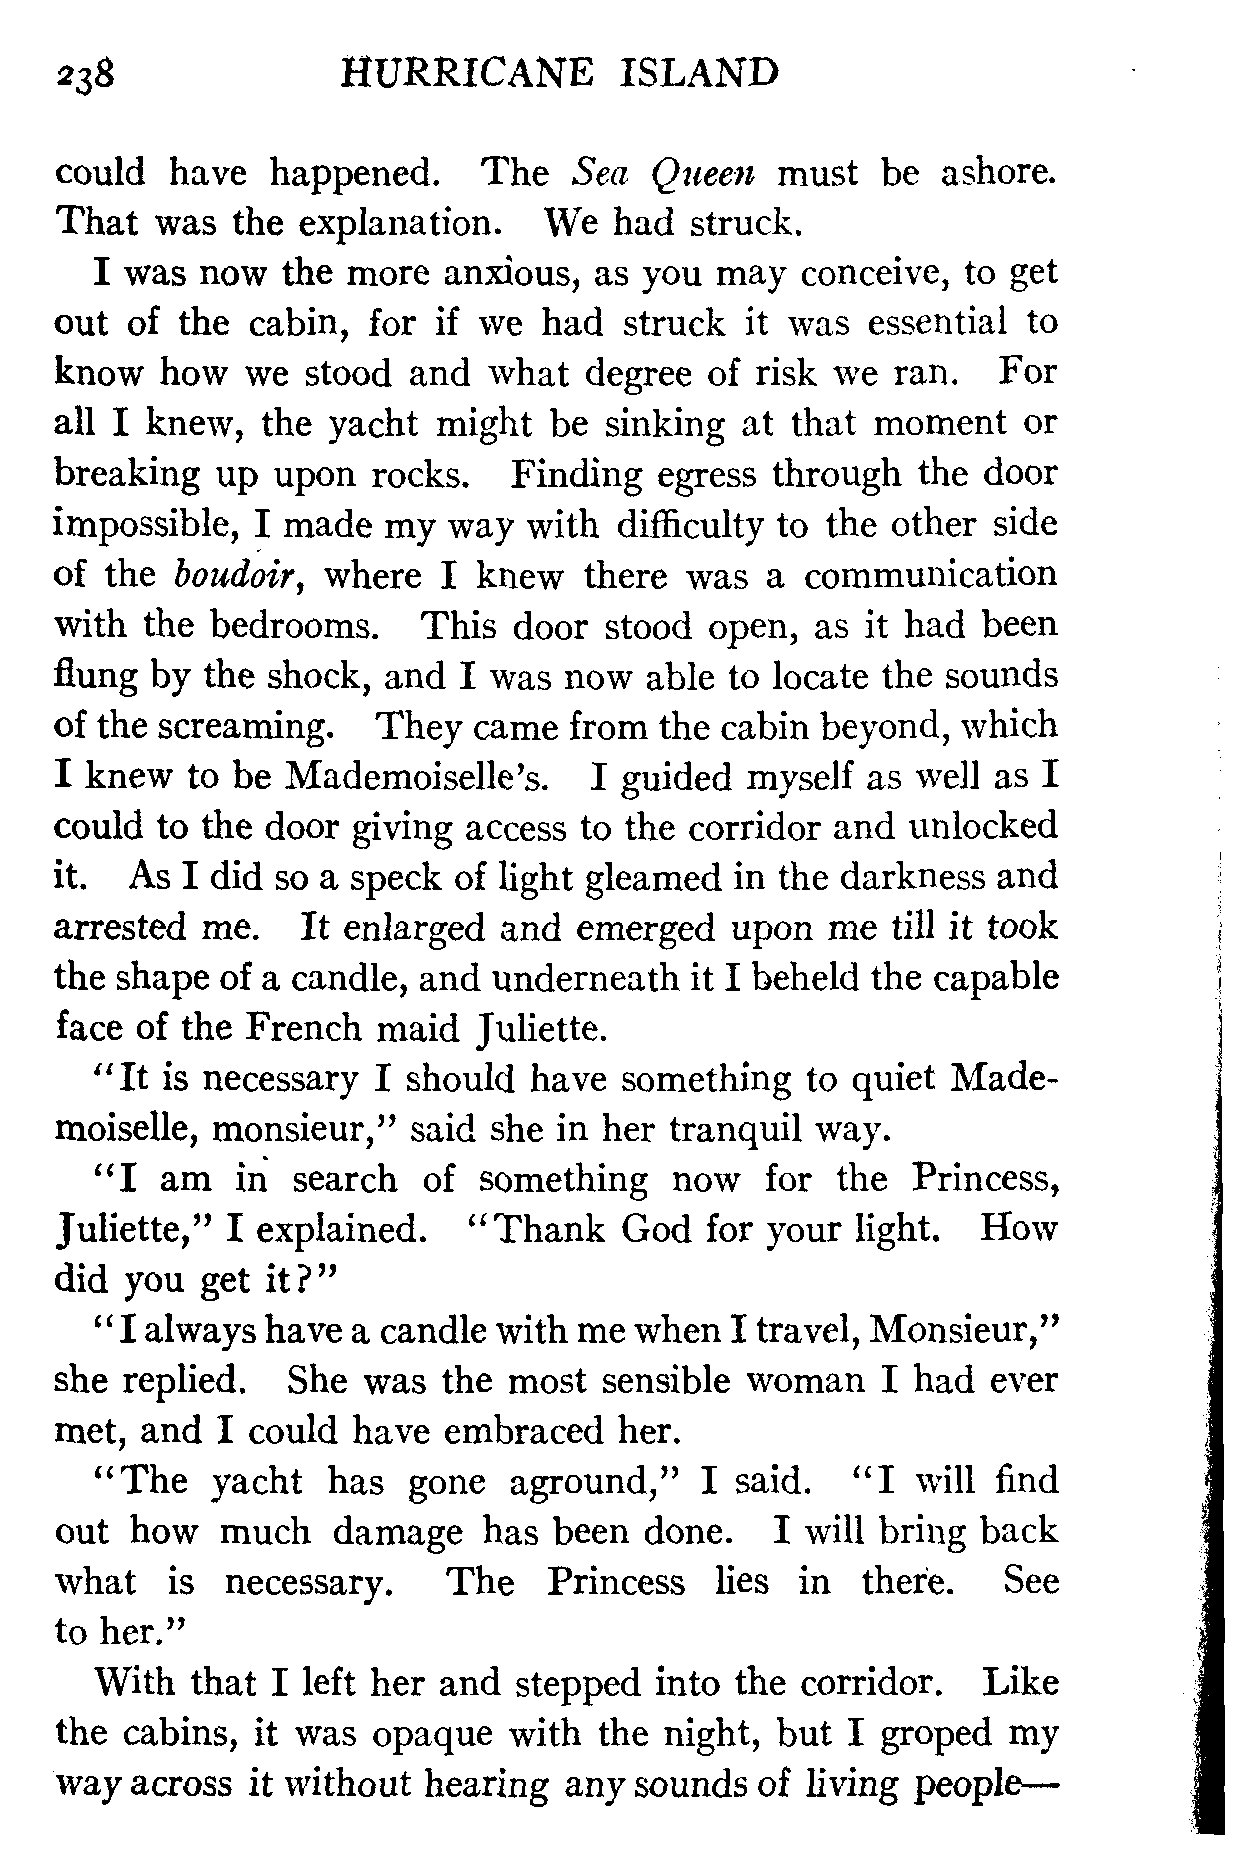 238 HURRICANE ISLAND
could have happened. The Sea Queen must be ashore.
That was the explanation. We had struck.
I was now the more anxious, as you may conceive, to get
out of the cabin, for if we had struck it was essential to
know how we stood and what degree of risk we ran. For
all I knew, the yacht might be sinking at that moment or
breaking up upon rocks. Finding egress through the door
impossible, I made my way with difficulty to the other side
of the boudoir, where I knew there was a communication
with the bedrooms. This door stood open, as it had been
flung by the shock, and I was now able to locate the sounds
of the screaming. They came from the cabin beyond, which
I knew to be Mademoiselle's. I guided myself as well as I
could to the door giving access to the corridor and unlocked
it. As I did so a speck of light gleamed in the darkness and
arrested me. It enlarged and emerged upon me till it took
the shape of a candle, and underneath it I beheld the capable
face of the French maid Juliette.
"It is necessary I should have something to quiet Made-
moiselle, monsieur," said she in her tranquil way.
"I am in search of something now for the Princess,
Juliette," I explained. "Thank God for your light. How
did you get it?"
"I always have a candle with me when I travel, Monsieur,"
she replied. She was the most sensible woman I had ever
met, and I could have embraced her.
"The yacht has gone aground," I said. "I will find
out how much damage has been done. I will bring back
what is necessary. The Princess lies in there. See
to her."
With that I left her and stepped into the corridor. Like
the cabins, it was opaque with the night, but I groped my
way across it without hearing any sounds of living people—